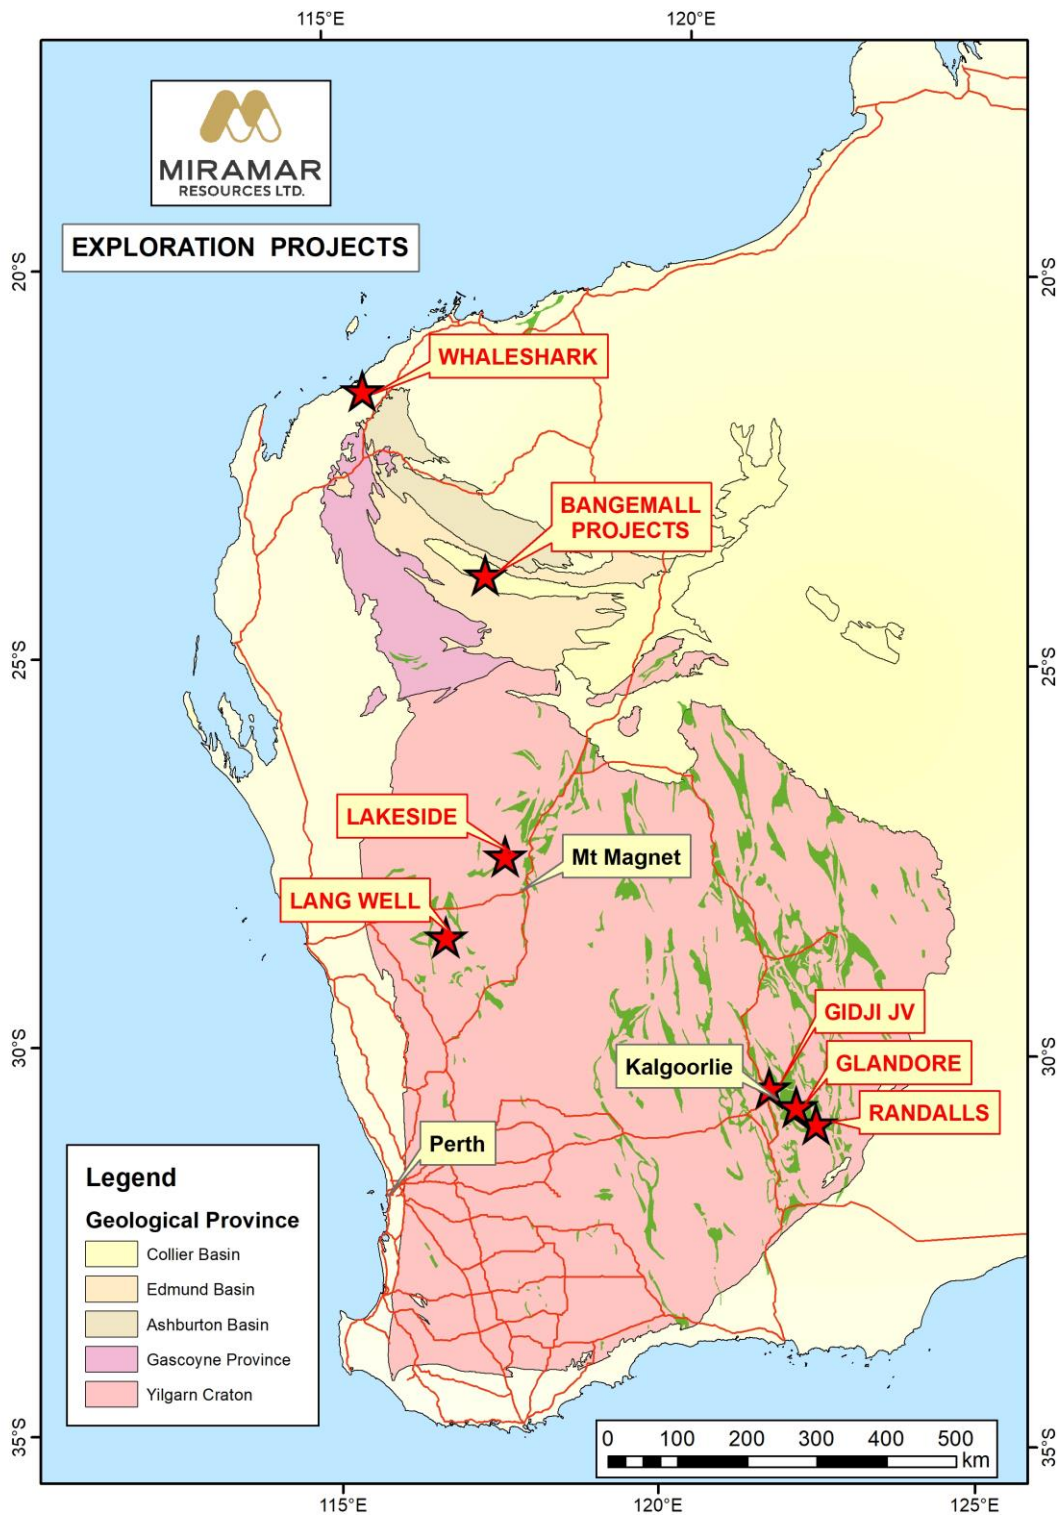 115°E
120°E
MIRAMAR
RESOURCES LTD.
EXPLORATION PROJECTS
20°S
20°S
WHALESHARK
BANGEMALL
PROJECTS
25°S
25°S
LAKESIDE
Mt Magnet
LANG WELL
GIDJI JV
30°S
30°S
Kalgoorlie
GLANDORE
RANDALLS
Perth
Legend
Geological Province
Collier Basin
Edmund Basin
Ashburton Basin
Gascoyne Province
Yilgarn Craton
35°S
35°S
0 100 200 300 400 500
km
115°E
120°E
125°E